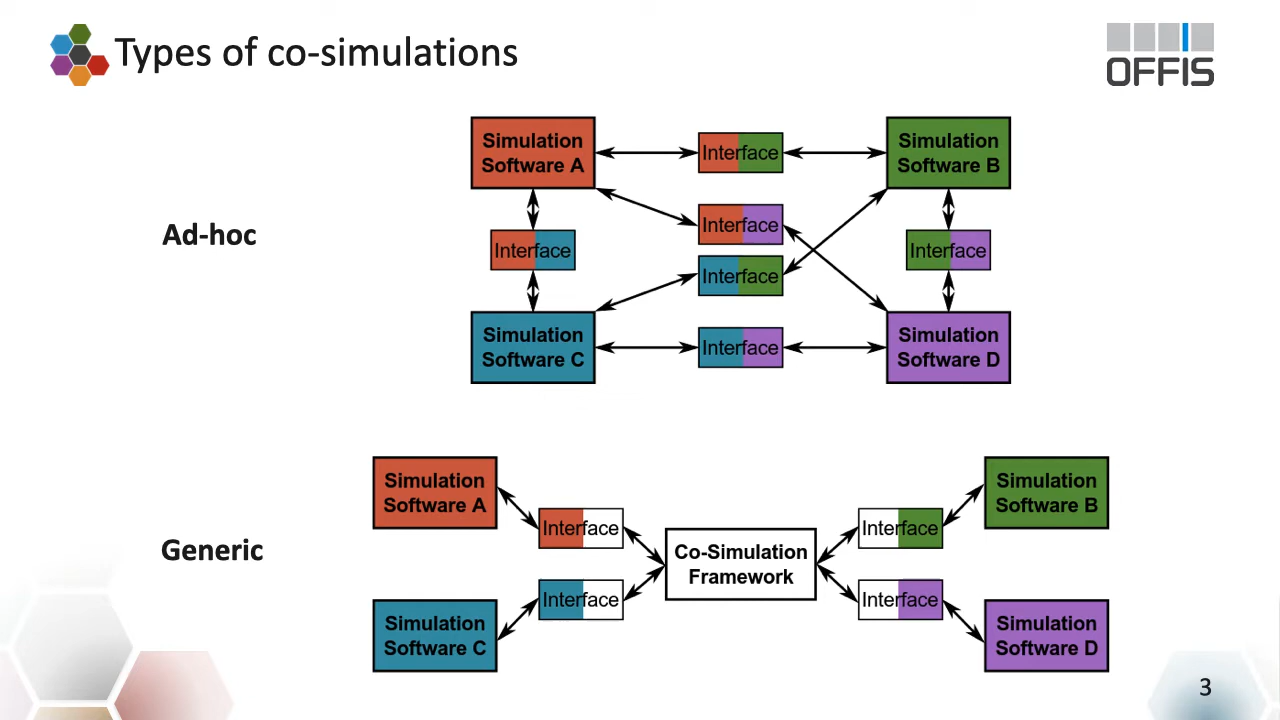 Types of co-simulations
OFFIS
Ad-hoc
Simulation
Software A
Interface
Simulation
Software B
Interface
Interface
Interface
Interface
Simulation
Software C
Interface
Simulation
Software D
Generic
Simulation
Software A
Interface
Simulation
Software B
Interface
Co-Simulation
Framework
Simulation
Software C
Interface
Interface
Simulation
Software D
3